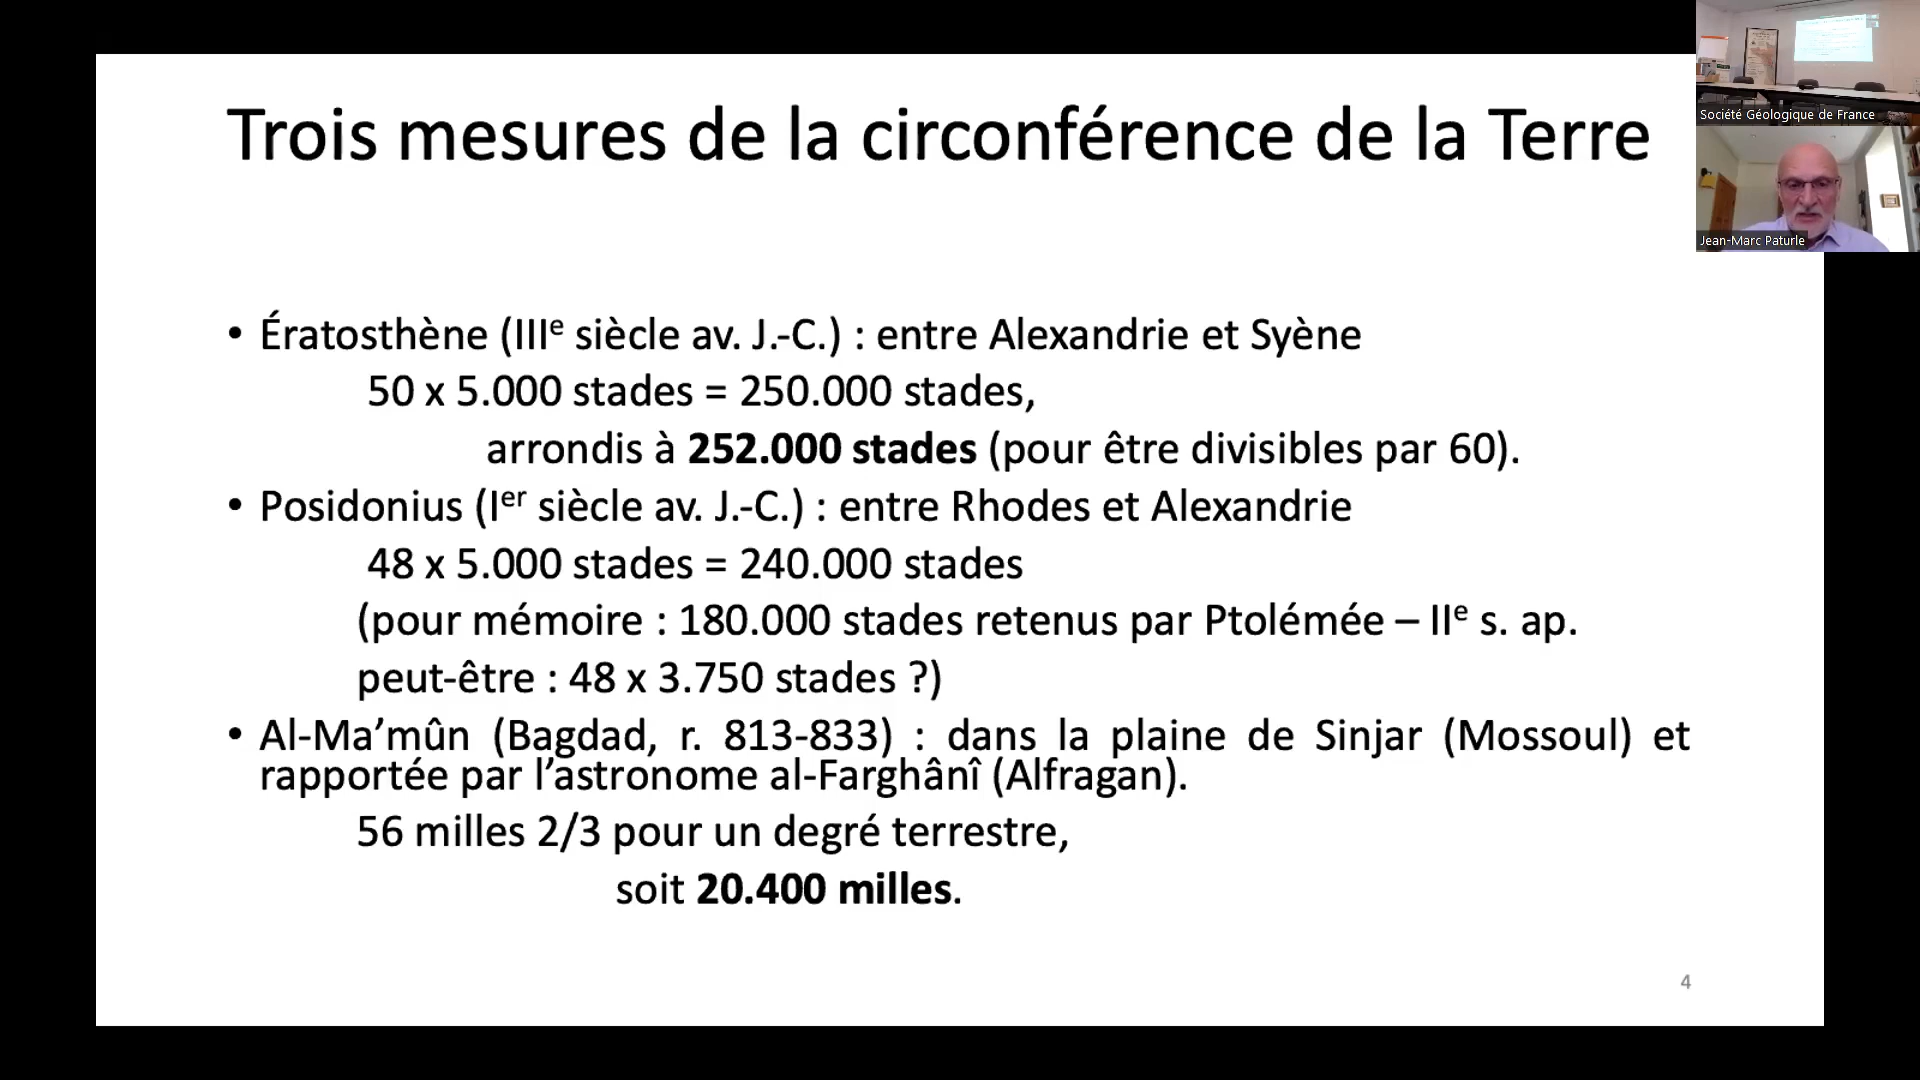 Trois mesures de la circonférence de la Terre
Société Géologique de France
Jean-Marc Paturle
• Ératosthène (IIIe siècle av. J.-C.) : entre Alexandrie et Syène
50 x 5.000 stades = 250.000 stades,
arrondis à 252.000 stades (pour être divisibles par 60).
• Posidonius (Ier siècle av. J.-C.) : entre Rhodes et Alexandrie
48 x 5.000 stades = 240.000 stades
(pour mémoire : 180.000 stades retenus par Ptolémée – IIe s. ap.
peut-être : 48 x 3.750 stades ?)
• Al-Ma’mûn (Bagdad, r. 813-833) : dans la plaine de Sinjar (Mossoul) et
rapportée par l’astronome al-Farghânî (Alfragan).
56 milles 2/3 pour un degré terrestre,
soit 20.400 milles.
4